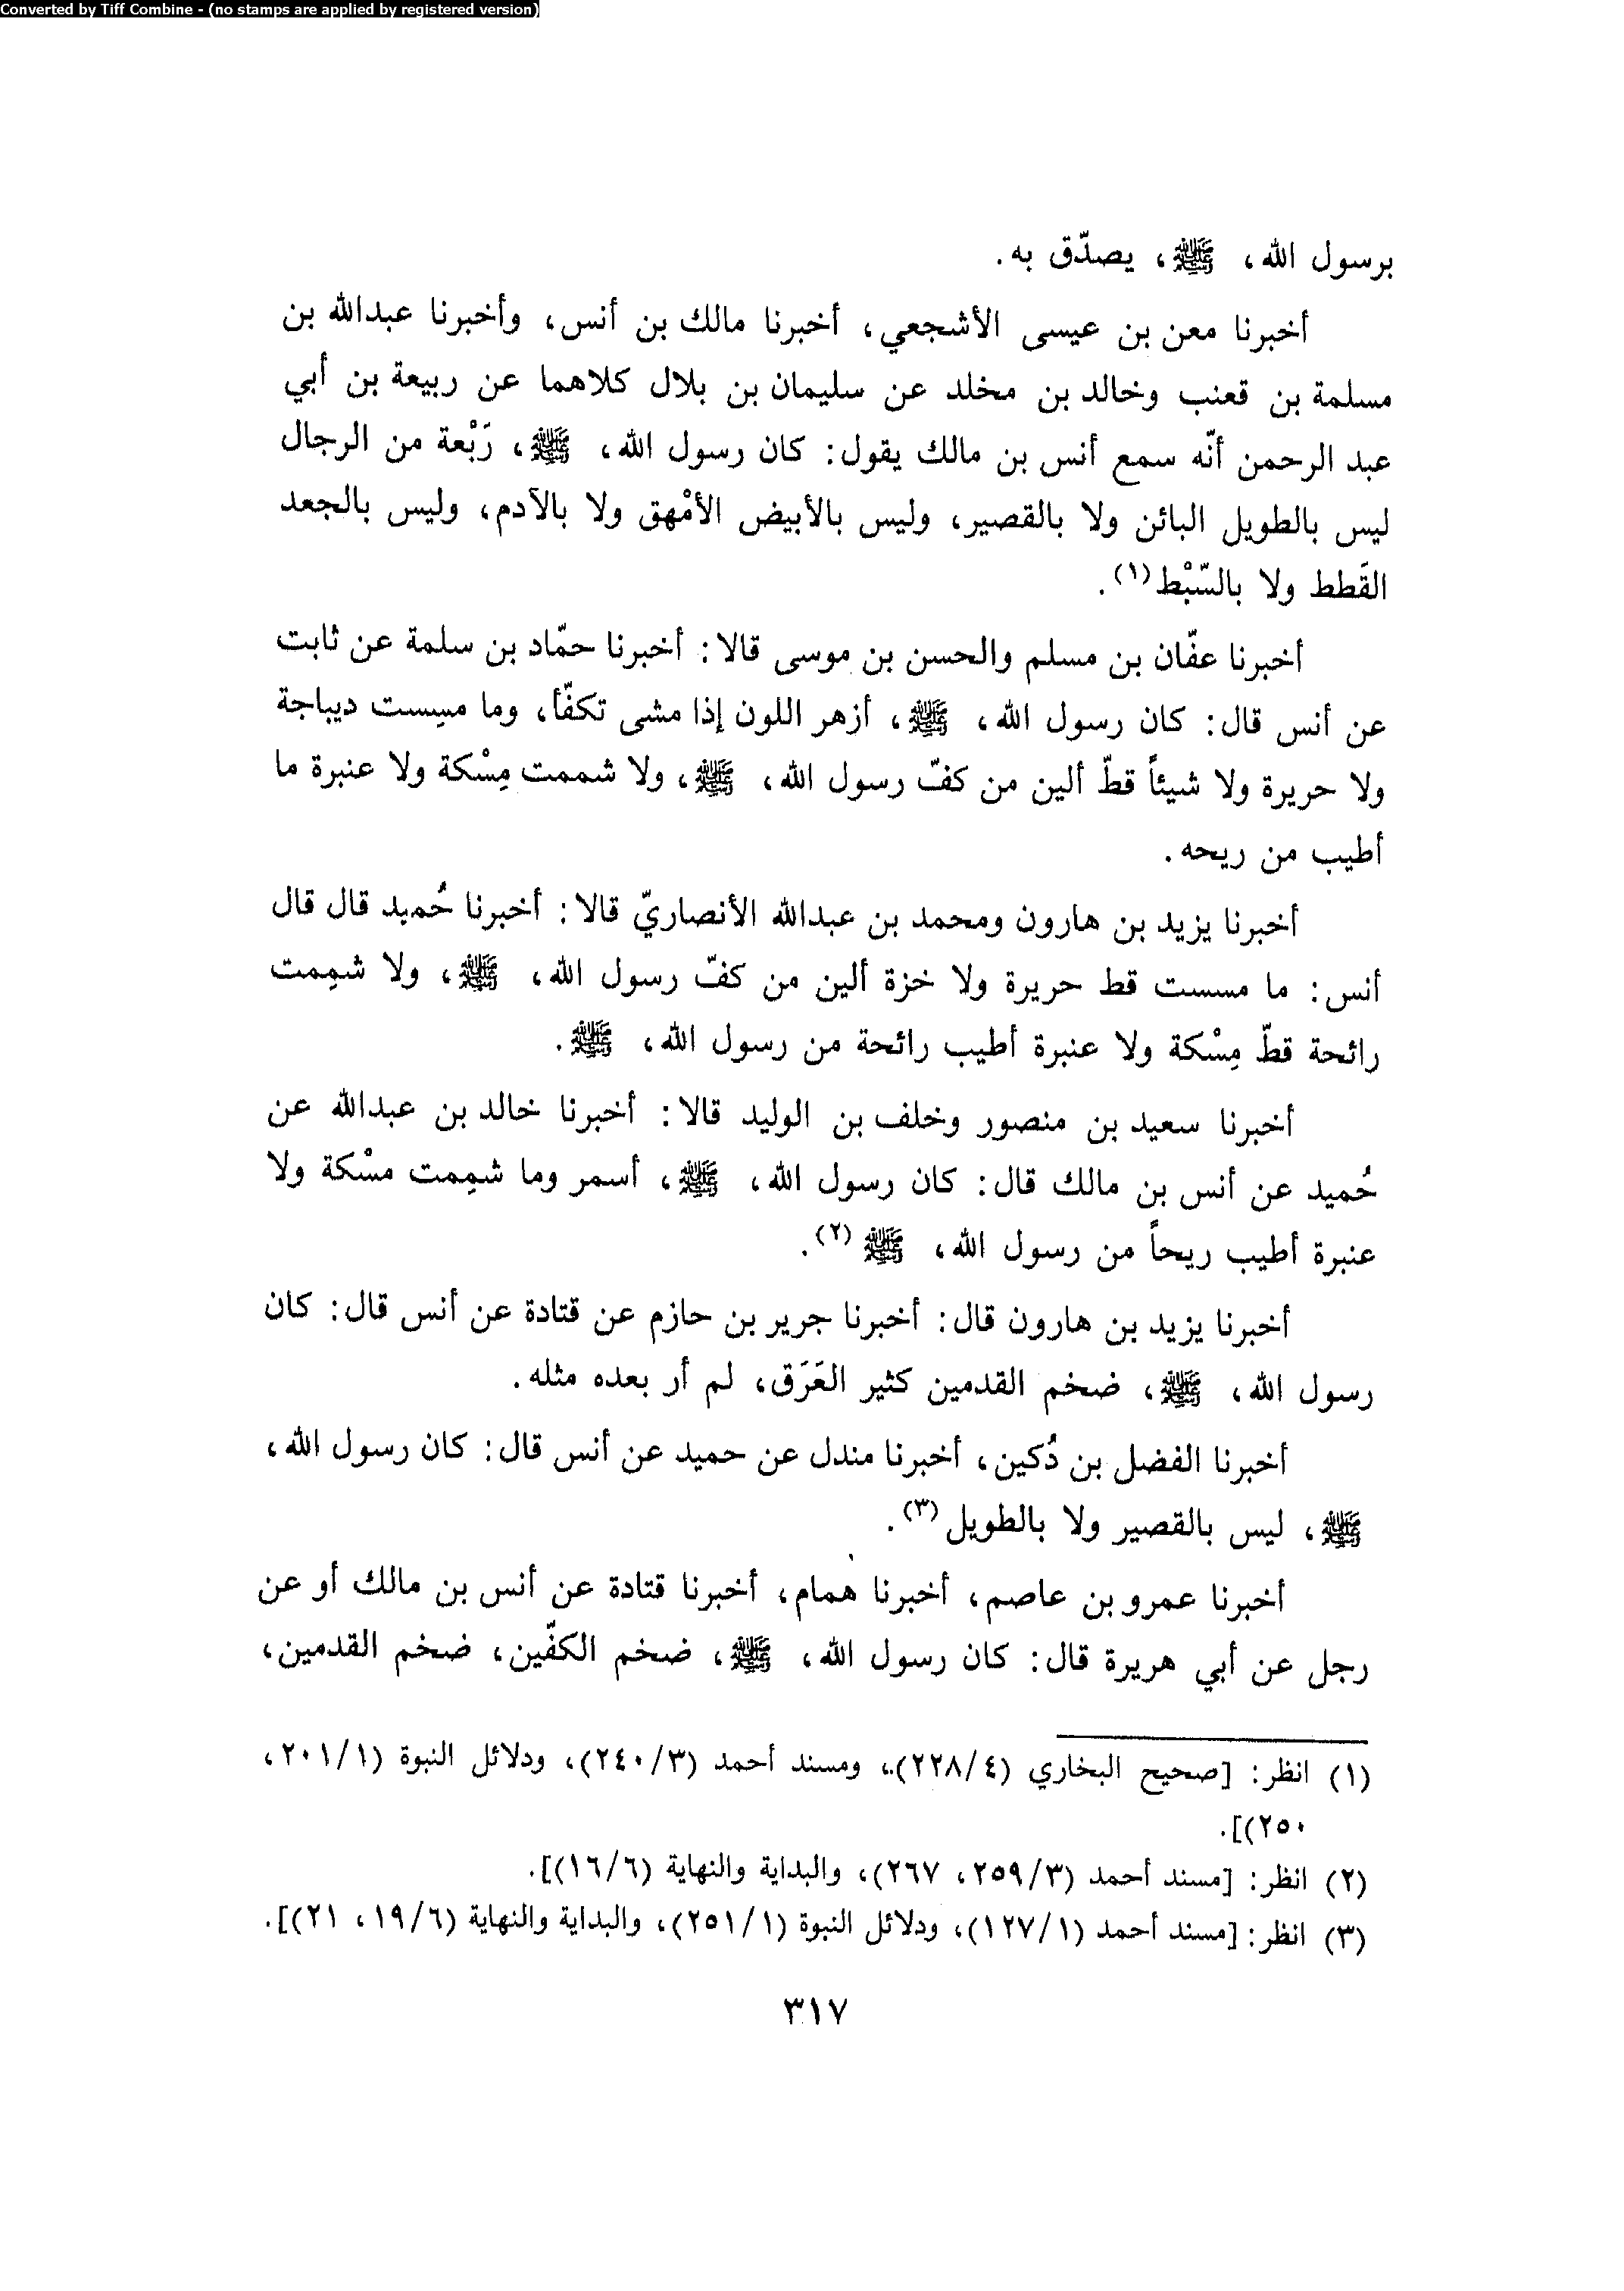 Converted by Tiff Combine - (no stamps are applied by registered version)
برسول الله، ﷺ، يصدّق به.
أخبرنا معن بن عيسى الأشجعي، أخبرنا مالك بن أنس، وأخبرنا عبدالله بن
مسلمة بن قعنب وخالد بن مخلد عن سليمان بن بلال كلاهما عن ربيعة بن أبي
عبد الرحمن أنّه سمع أنس بن مالك يقول: كان رسول الله، ﷺ، رَبْعة من الرجال
ليس بالطويل البائن ولا بالقصير، وليس بالأبيض الأمْهق ولا بالآدم، وليس بالجعد
القَطط ولا بالسّبْط(١).
أخبرنا عفّان بن مسلم والحسن بن موسى قالا: أخبرنا حمّاد بن سلمة عن ثابت
عن أنس قال: كان رسول الله، ﷺ، أزهر اللون إذا مشى تكفّأ، وما مسِست ديباجة
ولا حريرة ولا شيئاً قطّ ألين من كفّ رسول الله، ﷺ، ولا شممت مِسْكة ولا عنبرة ما
أطيب من ريحه.
أخبرنا يزيد بن هارون ومحمد بن عبدالله الأنصاريّ قالا: أخبرنا حُميد قال قال
أنس: ما مسست قط حريرة ولا خزة ألين من كفّ رسول الله، ﷺ، ولا شمِمت
رائحة قطّ مِسْكة ولا عنبرة أطيب رائحة من رسول الله، ﷺ.
أخبرنا سعيد بن منصور وخلف بن الوليد قالا: أخبرنا خالد بن عبدالله عن
حُميد عن أنس بن مالك قال: كان رسول الله، ﷺ، أسمر وما شمِمت مسْكة ولا
عنبرة أطيب ريحاً من رسول الله، ﷺ(٢).
أخبرنا يزيد بن هارون قال: أخبرنا جرير بن حازم عن قتادة عن أنس قال: كان
رسول الله، ﷺ، ضخم القدمين كثير العَرَق، لم أر بعده مثله.
أخبرنا الفضل بن دُكين، أخبرنا مندل عن حميد عن أنس قال: كان رسول الله،
ﷺ، ليس بالقصير ولا بالطويل(٣).
أخبرنا عمرو بن عاصم، أخبرنا همام، أخبرنا قتادة عن أنس بن مالك أو عن
رجل عن أبي هريرة قال: كان رسول الله، ﷺ، ضخم الكفّين، ضخم القدمين،
(١) انظر: [صحيح البخاري (٢٢٨/٤)، ومسند أحمد (٢٤٠/٣)، ودلائل النبوة (٢٠١/١،
٢٥٠)].
(٢) انظر: [مسند أحمد (٢٥٩/٣، ٢٦٧)، والبداية والنهاية (١٦/٦)].
(٣) انظر: [مسند أحمد (١٢٧/١)، ودلائل النبوة (٢٥١/١)، والبداية والنهاية (١٩/٦، ٢١)].
٣١٧